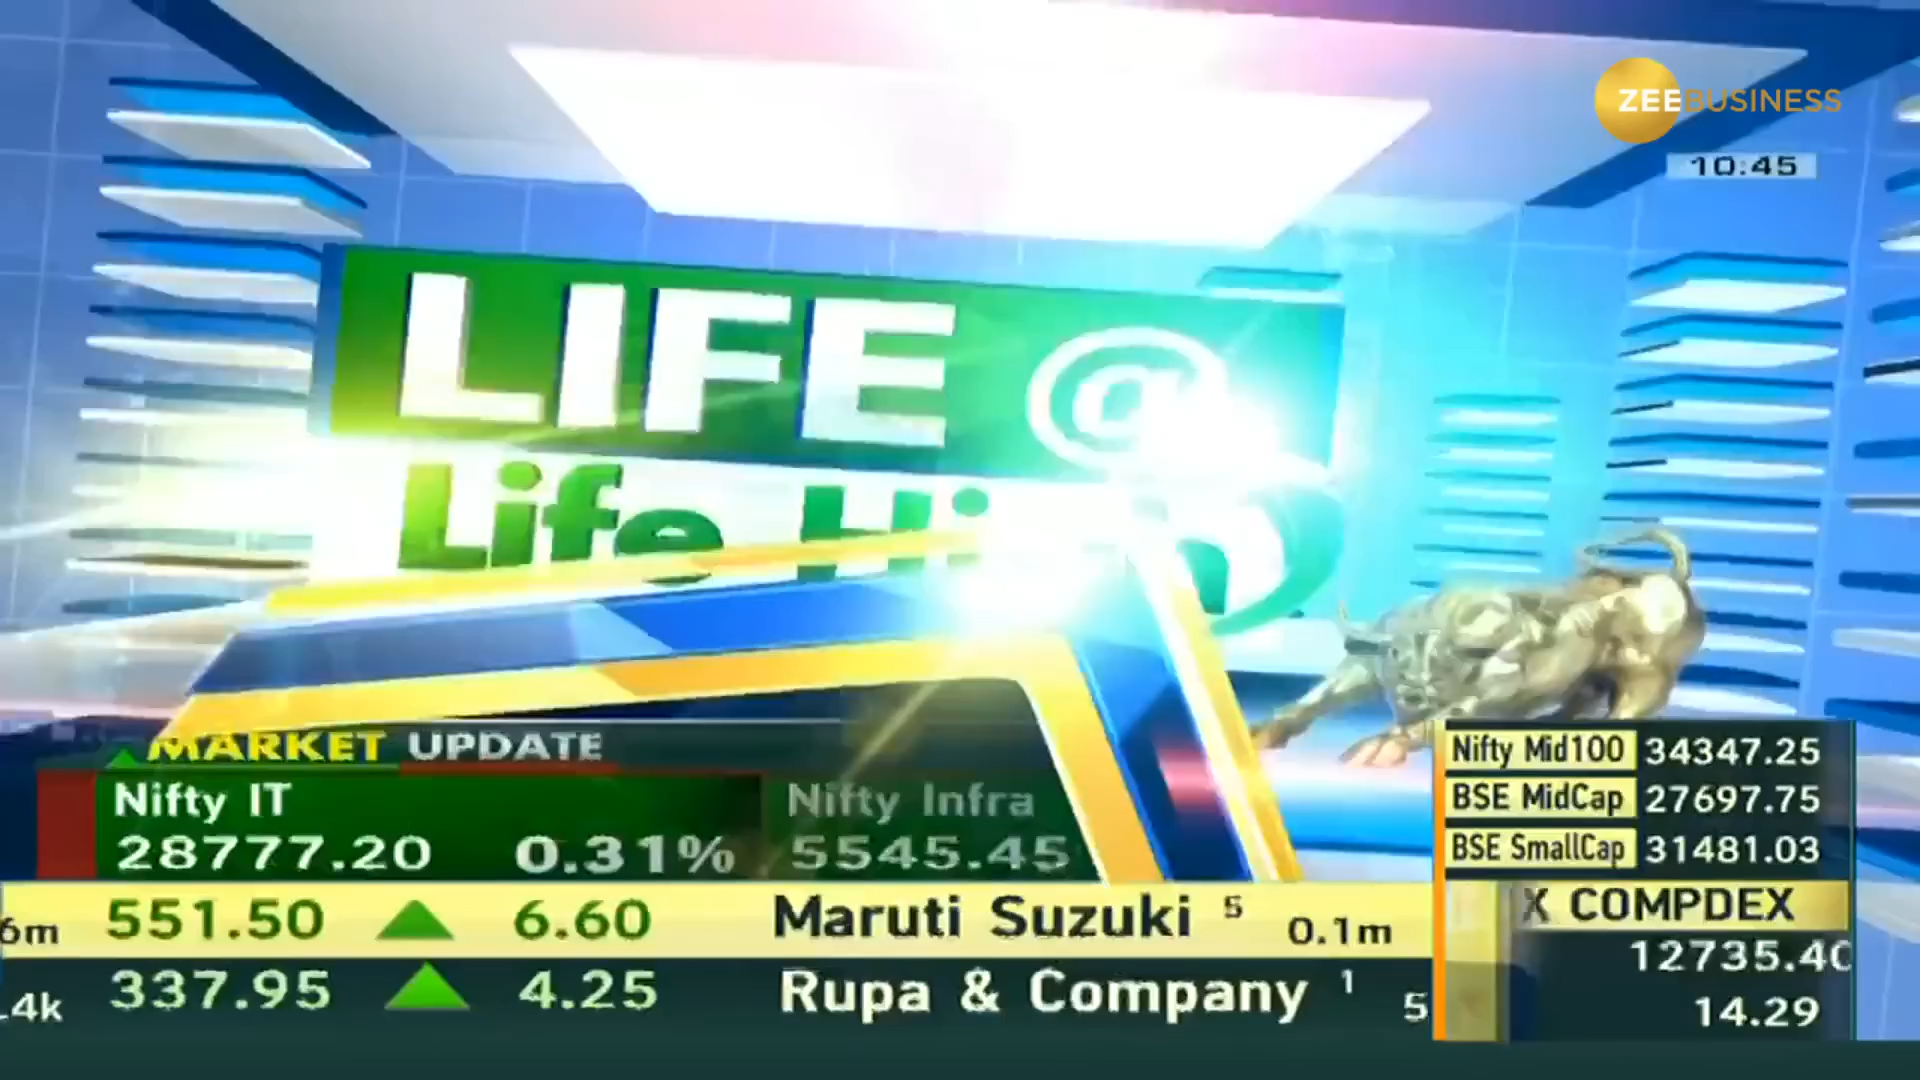 ZEEBUSINESS
10:45
LIFE @
Life High
MARKET UPDATE
Nifty IT
28777.20 0.31%
Nifty Infra
5545.45
Nifty Mid100 34347.25
BSE MidCap 27697.75
BSE SmallCap 31481.03
X COMPDEX
12735.40
14.29
6m 551.50 6.60 Maruti Suzuki 5 0.1m
.4k 337.95 4.25 Rupa & Company 1 5